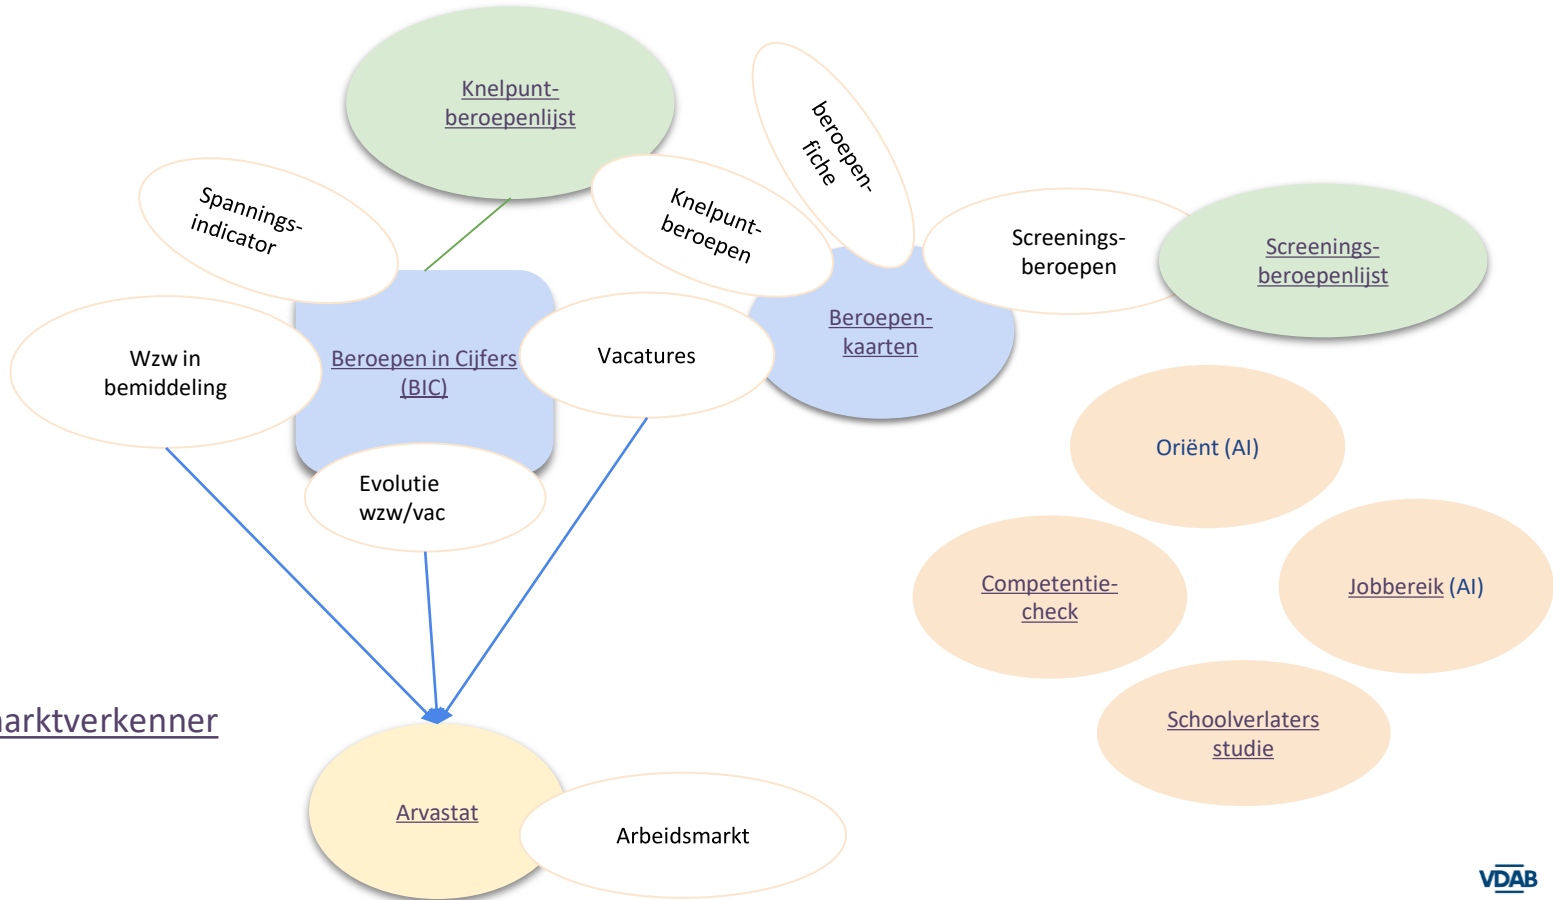 Knelpunt-
beroepenlijst
beroepen-
fiche
Spannings-
indicator
Knelpunt-
beroepen
Screenings-
beroepen
Screenings-
beroepenlijst
Wzw in
bemiddeling
Beroepen in Cijfers
(BIC)
Vacatures
Beroepen-
kaarten
Oriënt (AI)
Evolutie
wzw/vac
Competentie-
check
Jobbereik (AI)
Schoolverlaters
studie
marktverkenner
Arvastat
Arbeidsmarkt
VDAB